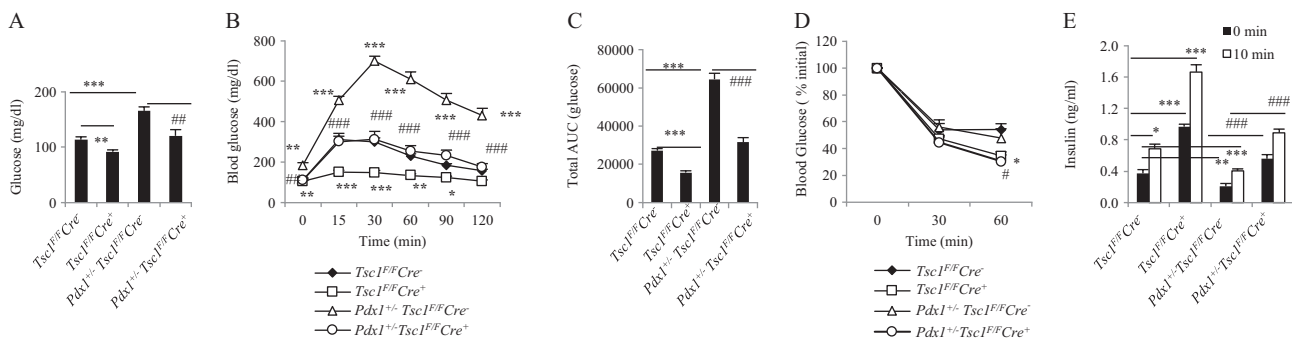 A
Glucose (mg/dl)
200
100
0
***
**
##
Tsc1F/FCre-
Tsc1F/FCre+
Pdx1+/- Tsc1F/FCre-
Pdx1+/- Tsc1F/FCre+
B
Blod glucose (mg/dl)
800
600
400
200
0
***
***
***
***
***
**
###
###
###
###
###
##
**
***
***
**
*
0 15 30 60 90 120
Time (min)
Tsc1F/FCre-
Tsc1F/FCre+
Pdx1+/- Tsc1F/FCre-
Pdx1+/-Tsc1F/FCre+
C
Total AUC (glucose)
80000
60000
40000
20000
0
***
###
***
Tsc1F/FCre-
Tsc1F/FCre+
Pdx1+/- Tsc1F/FCre-
Pdx1+/- Tsc1F/FCre+
D
Blood Glucose ( % initial)
120
100
80
60
40
20
0
*
#
0 30 60
Time (min)
Tsc1F/FCre-
Tsc1F/FCre+
Pdx1+/- Tsc1F/FCre-
Pdx1+/-Tsc1F/FCre+
E
0 min
10 min
Insulin (ng/ml)
1.8
1.5
1.2
0.9
0.6
0.3
0.0
***
***
###
*
###
***
**
Tsc1F/FCre-
Tsc1F/FCre+
Pdx1+/-Tsc1F/FCre-
Pdx1+/-Tsc1F/FCre+